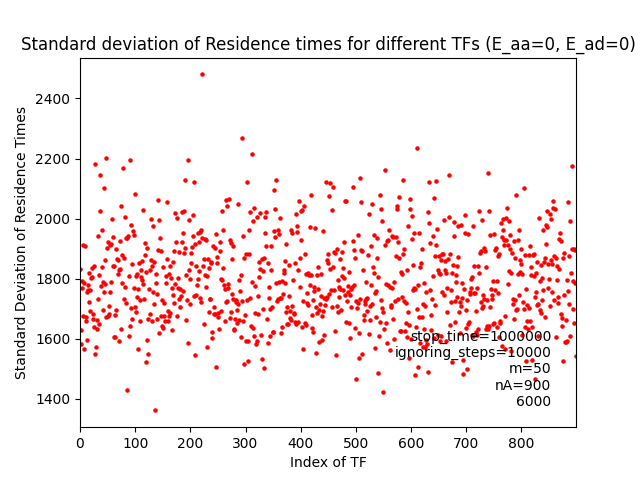 Standard deviation of Residence times for different TFs (E_aa=0, E_ad=0)
Standard Deviation of Residence Times
2400
2200
2000
1800
1600
1400
stop_time=1000000
ignoring_steps=10000
m=50
nA=900
6000
0 100 200 300 400 500 600 700 800
Index of TF